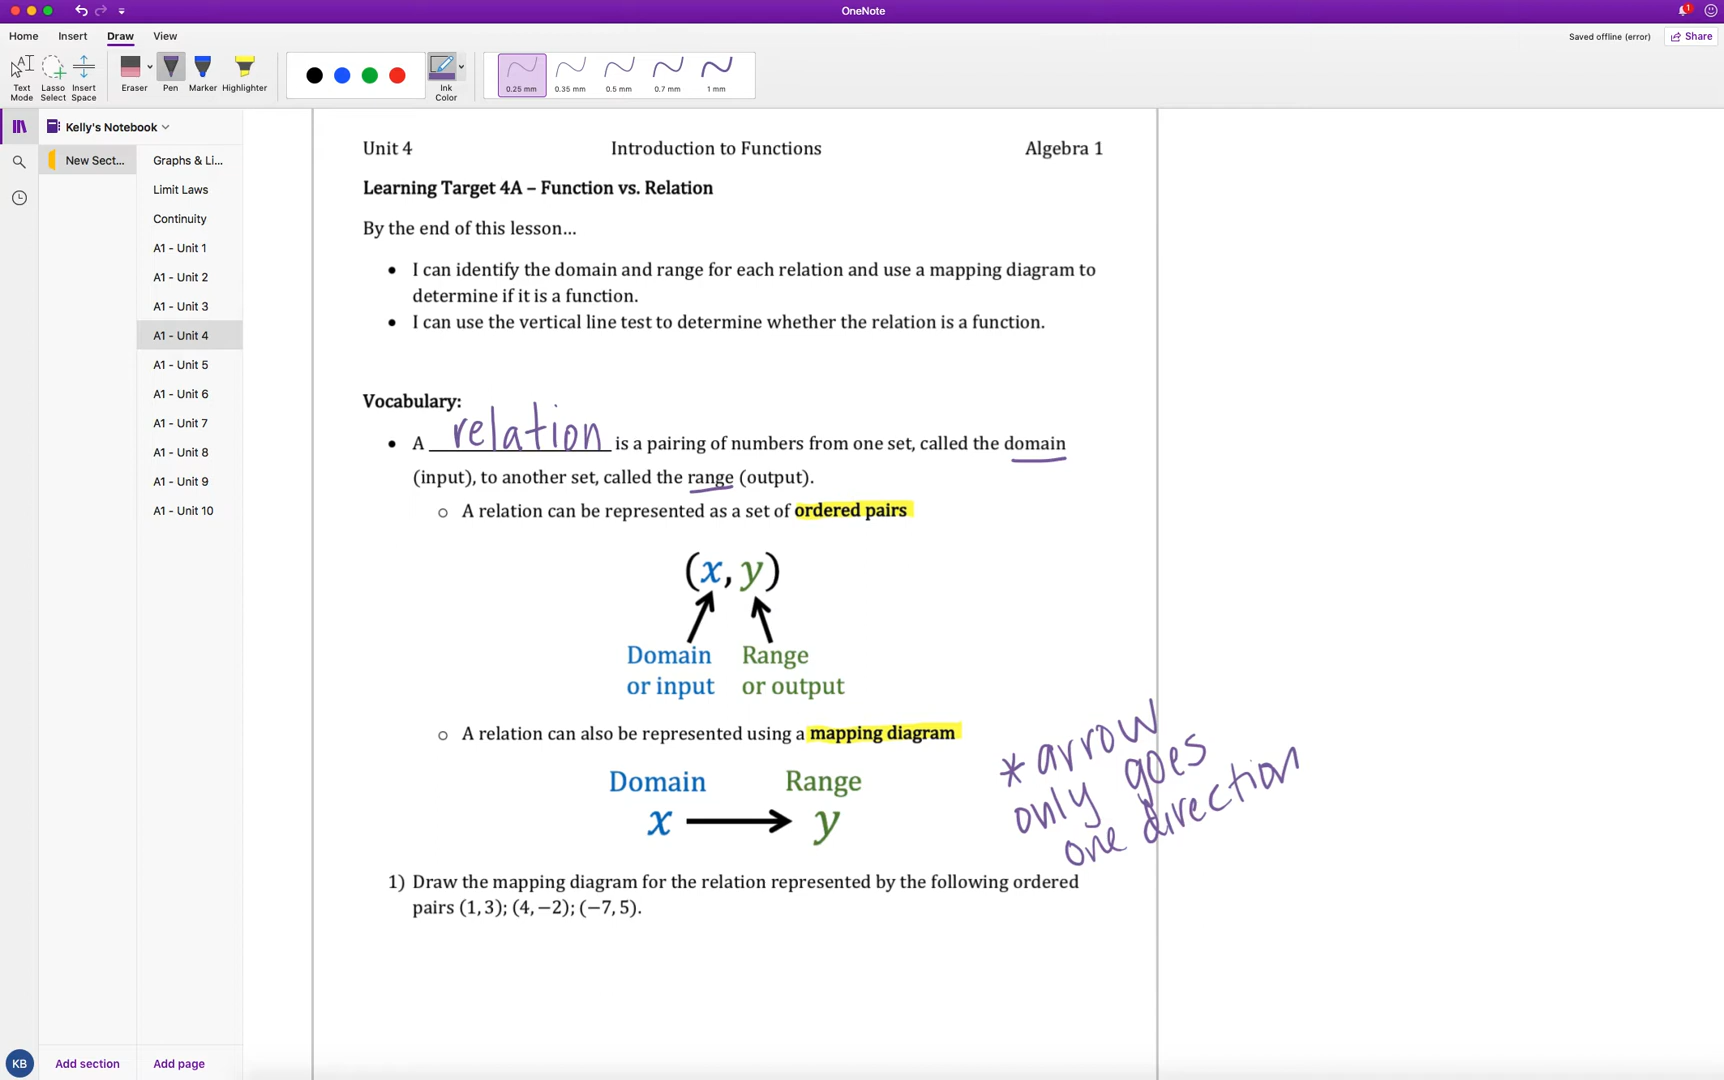 OneNote
1
Home Insert Draw View
Saved offline (error) Share
Text Mode
Lasso Select
Insert Space
Eraser
Pen
Marker
Highlighter
Ink Color
0.25 mm
0.35 mm
0.5 mm
0.7 mm
1 mm
Kelly's Notebook
New Sect...
Graphs & Li...
Limit Laws
Continuity
A1 - Unit 1
A1 - Unit 2
A1 - Unit 3
A1 - Unit 4
A1 - Unit 5
A1 - Unit 6
A1 - Unit 7
A1 - Unit 8
A1 - Unit 9
A1 - Unit 10
KB
Add section
Add page
Unit 4 Introduction to Functions Algebra 1
Learning Target 4A – Function vs. Relation
By the end of this lesson…
• I can identify the domain and range for each relation and use a mapping diagram to
determine if it is a function.
• I can use the vertical line test to determine whether the relation is a function.
Vocabulary:
• A relation is a pairing of numbers from one set, called the domain
(input), to another set, called the range (output).
o A relation can be represented as a set of ordered pairs
(x, y)
Domain Range
or input or output
o A relation can also be represented using a mapping diagram
Domain Range
x → y
* arrow
only goes
one direction
1) Draw the mapping diagram for the relation represented by the following ordered
pairs (1, 3); (4, −2); (−7, 5).